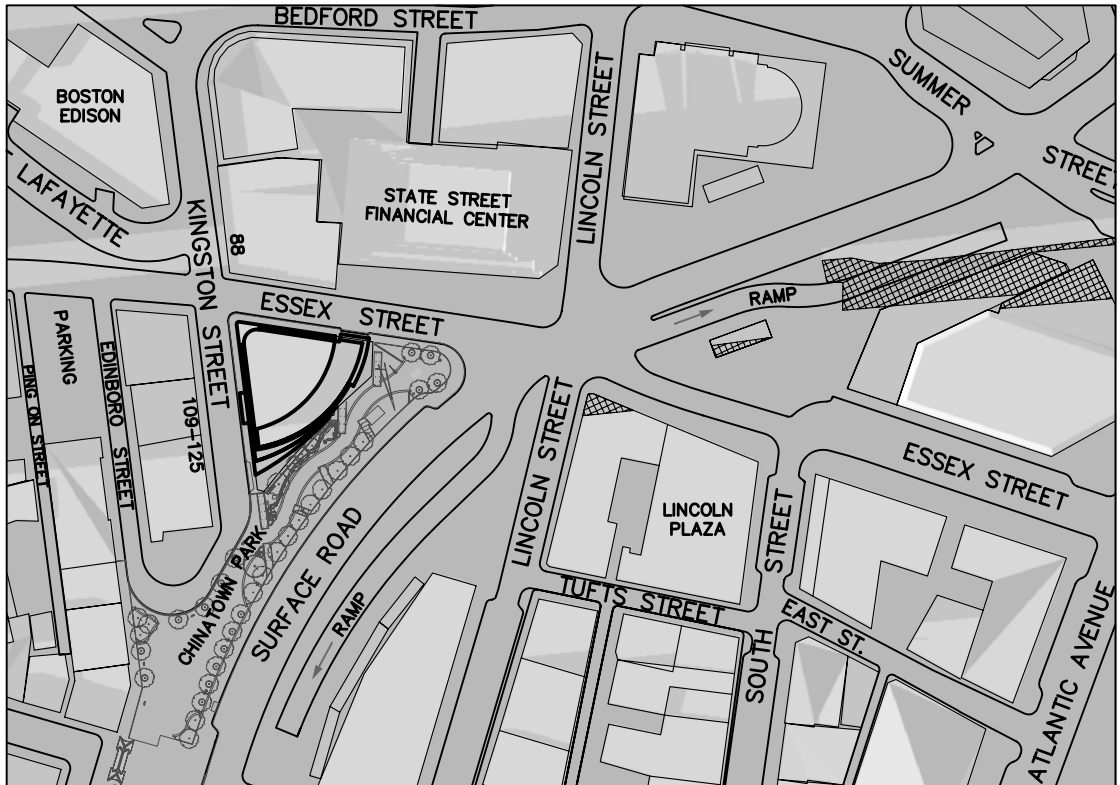 BEDFORD STREET
LINCOLN STREET
SUMMER
STREE
BOSTON
EDISON
LAFAYETTE
KINGSTON STREET
88
STATE STREET
FINANCIAL CENTER
ESSEX STREET
RAMP
PARKING
PING ON STREET
EDINBORO STREET
109-125
CHINATOWN PARK
SURFACE ROAD
RAMP
LINCOLN STREET
LINCOLN
PLAZA
ESSEX STREET
SOUTH STREET
TUFTS STREET
EAST ST.
ATLANTIC AVENUE